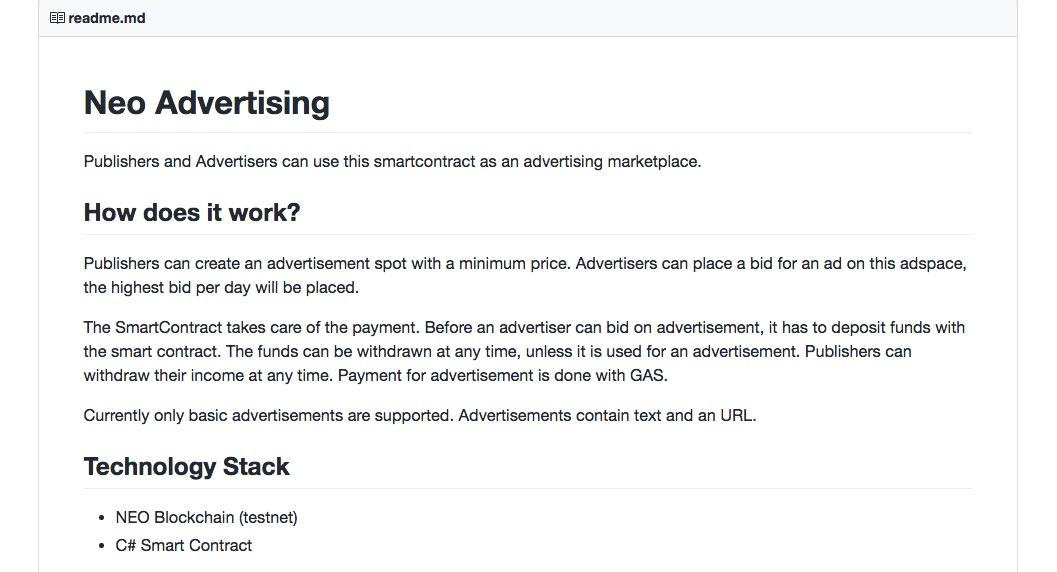 readme.md
Neo Advertising
Publishers and Advertisers can use this smartcontract as an advertising marketplace.
How does it work?
Publishers can create an advertisement spot with a minimum price. Advertisers can place a bid for an ad on this adspace,
the highest bid per day will be placed.
The SmartContract takes care of the payment. Before an advertiser can bid on advertisement, it has to deposit funds with
the smart contract. The funds can be withdrawn at any time, unless it is used for an advertisement. Publishers can
withdraw their income at any time. Payment for advertisement is done with GAS.
Currently only basic advertisements are supported. Advertisements contain text and an URL.
Technology Stack
• NEO Blockchain (testnet)
• C# Smart Contract